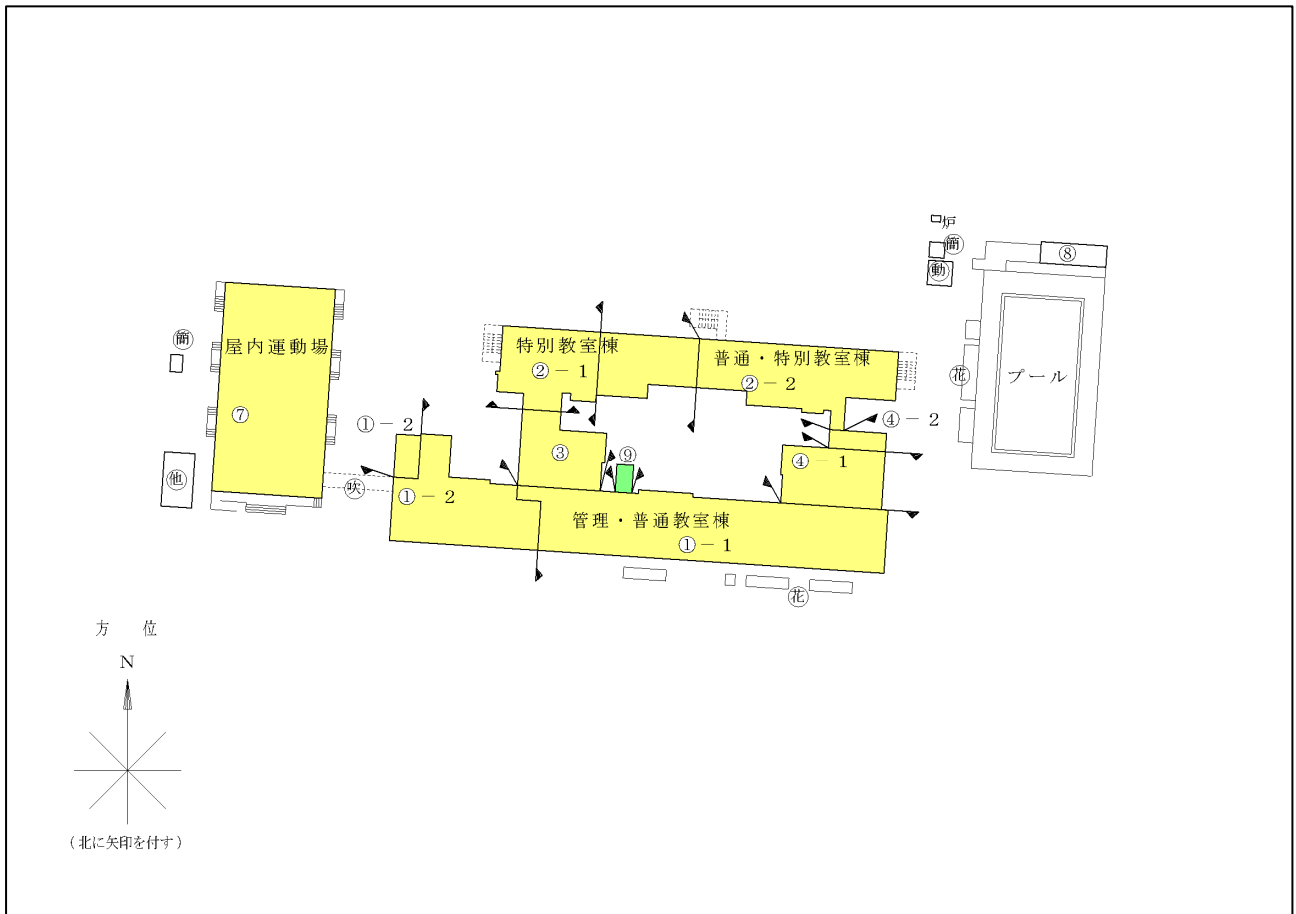 炉
簡
動
⑧
プール
花
簡
屋内運動場
⑦
他
特別教室棟
②－1
普通・特別教室棟
②－2
①－2
④－2
③
⑨
④－1
吹
①－2
管理・普通教室棟
①－1
花
方 位
N
(北に矢印を付す)